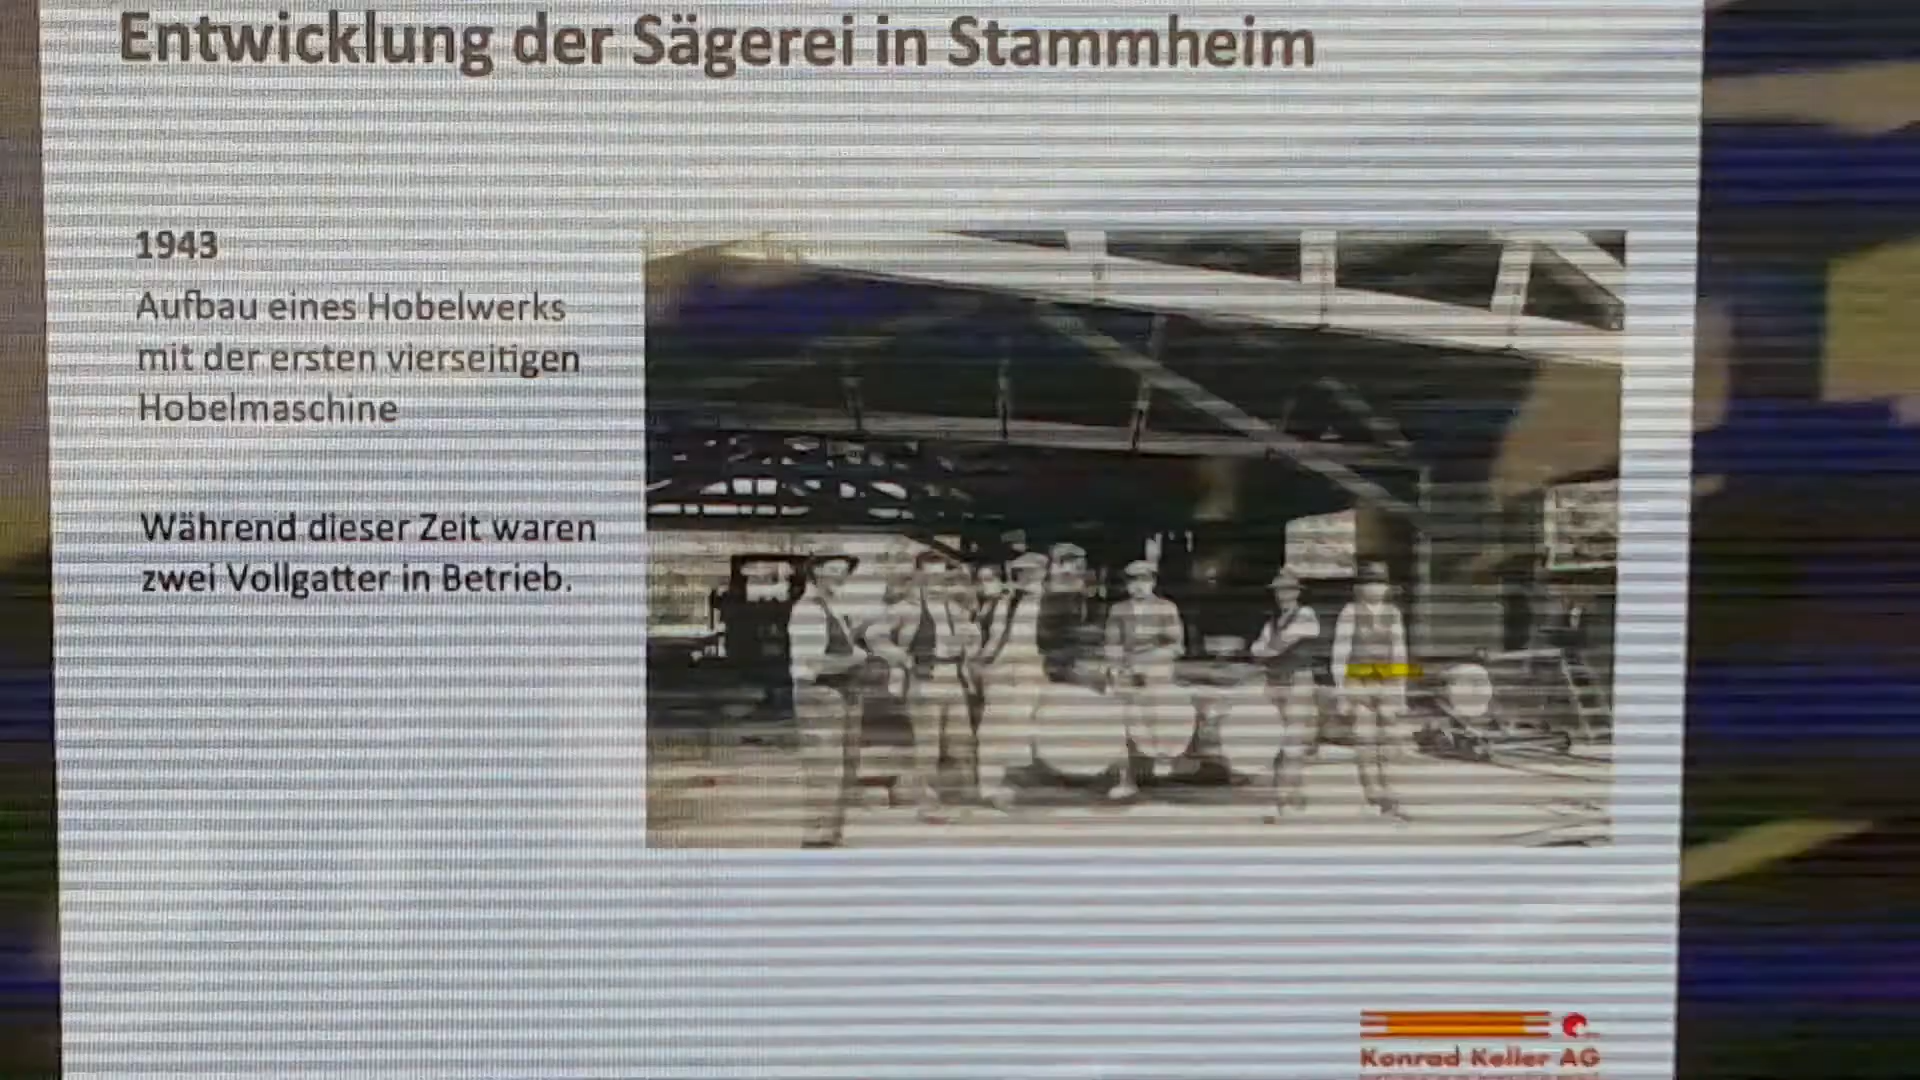 Entwicklung der Sägerei in Stammheim
1943
Aufbau eines Hobelwerks
mit der ersten vierseitigen
Hobelmaschine
Während dieser Zeit waren
zwei Vollgatter in Betrieb.
Konrad Keller AG